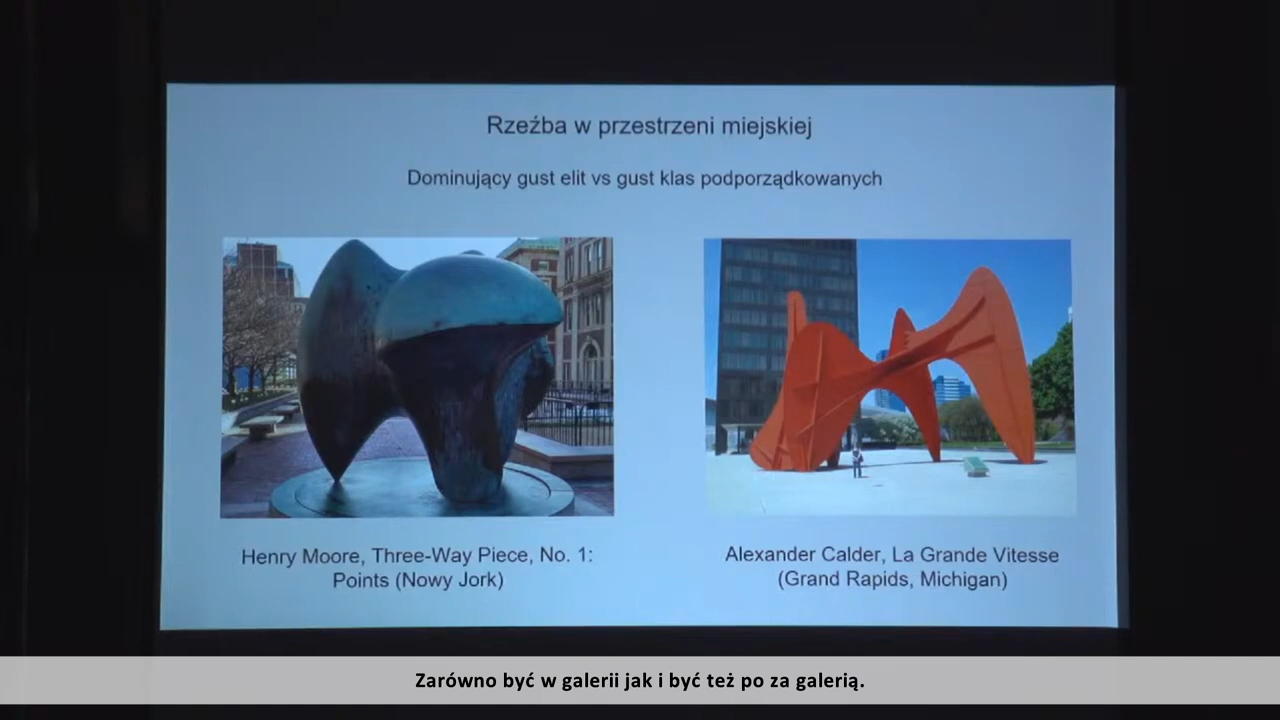 Rzeźba w przestrzeni miejskiej
Dominujący gust elit vs gust klas podporządkowanych
Henry Moore, Three-Way Piece, No. 1:
Points (Nowy Jork)
Alexander Calder, La Grande Vitesse
(Grand Rapids, Michigan)
Zarówno być w galerii jak i być też po za galerią.